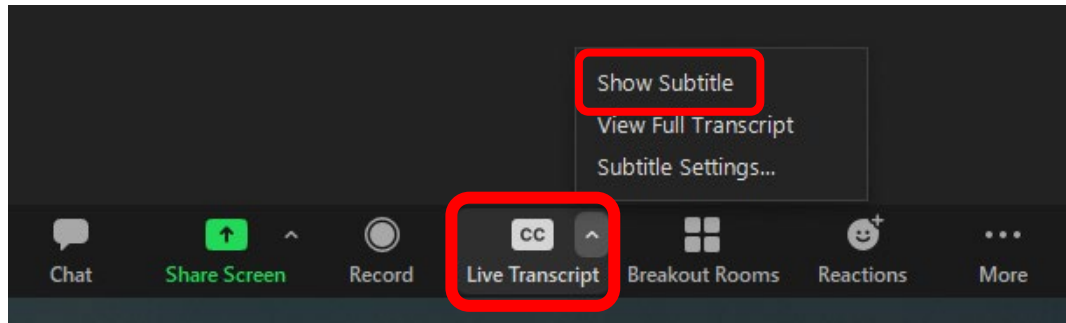 Show Subtitle
View Full Transcript
Subtitle Settings...
CC
Chat
Share Screen
Record
Live Transcript
Breakout Rooms
Reactions
More